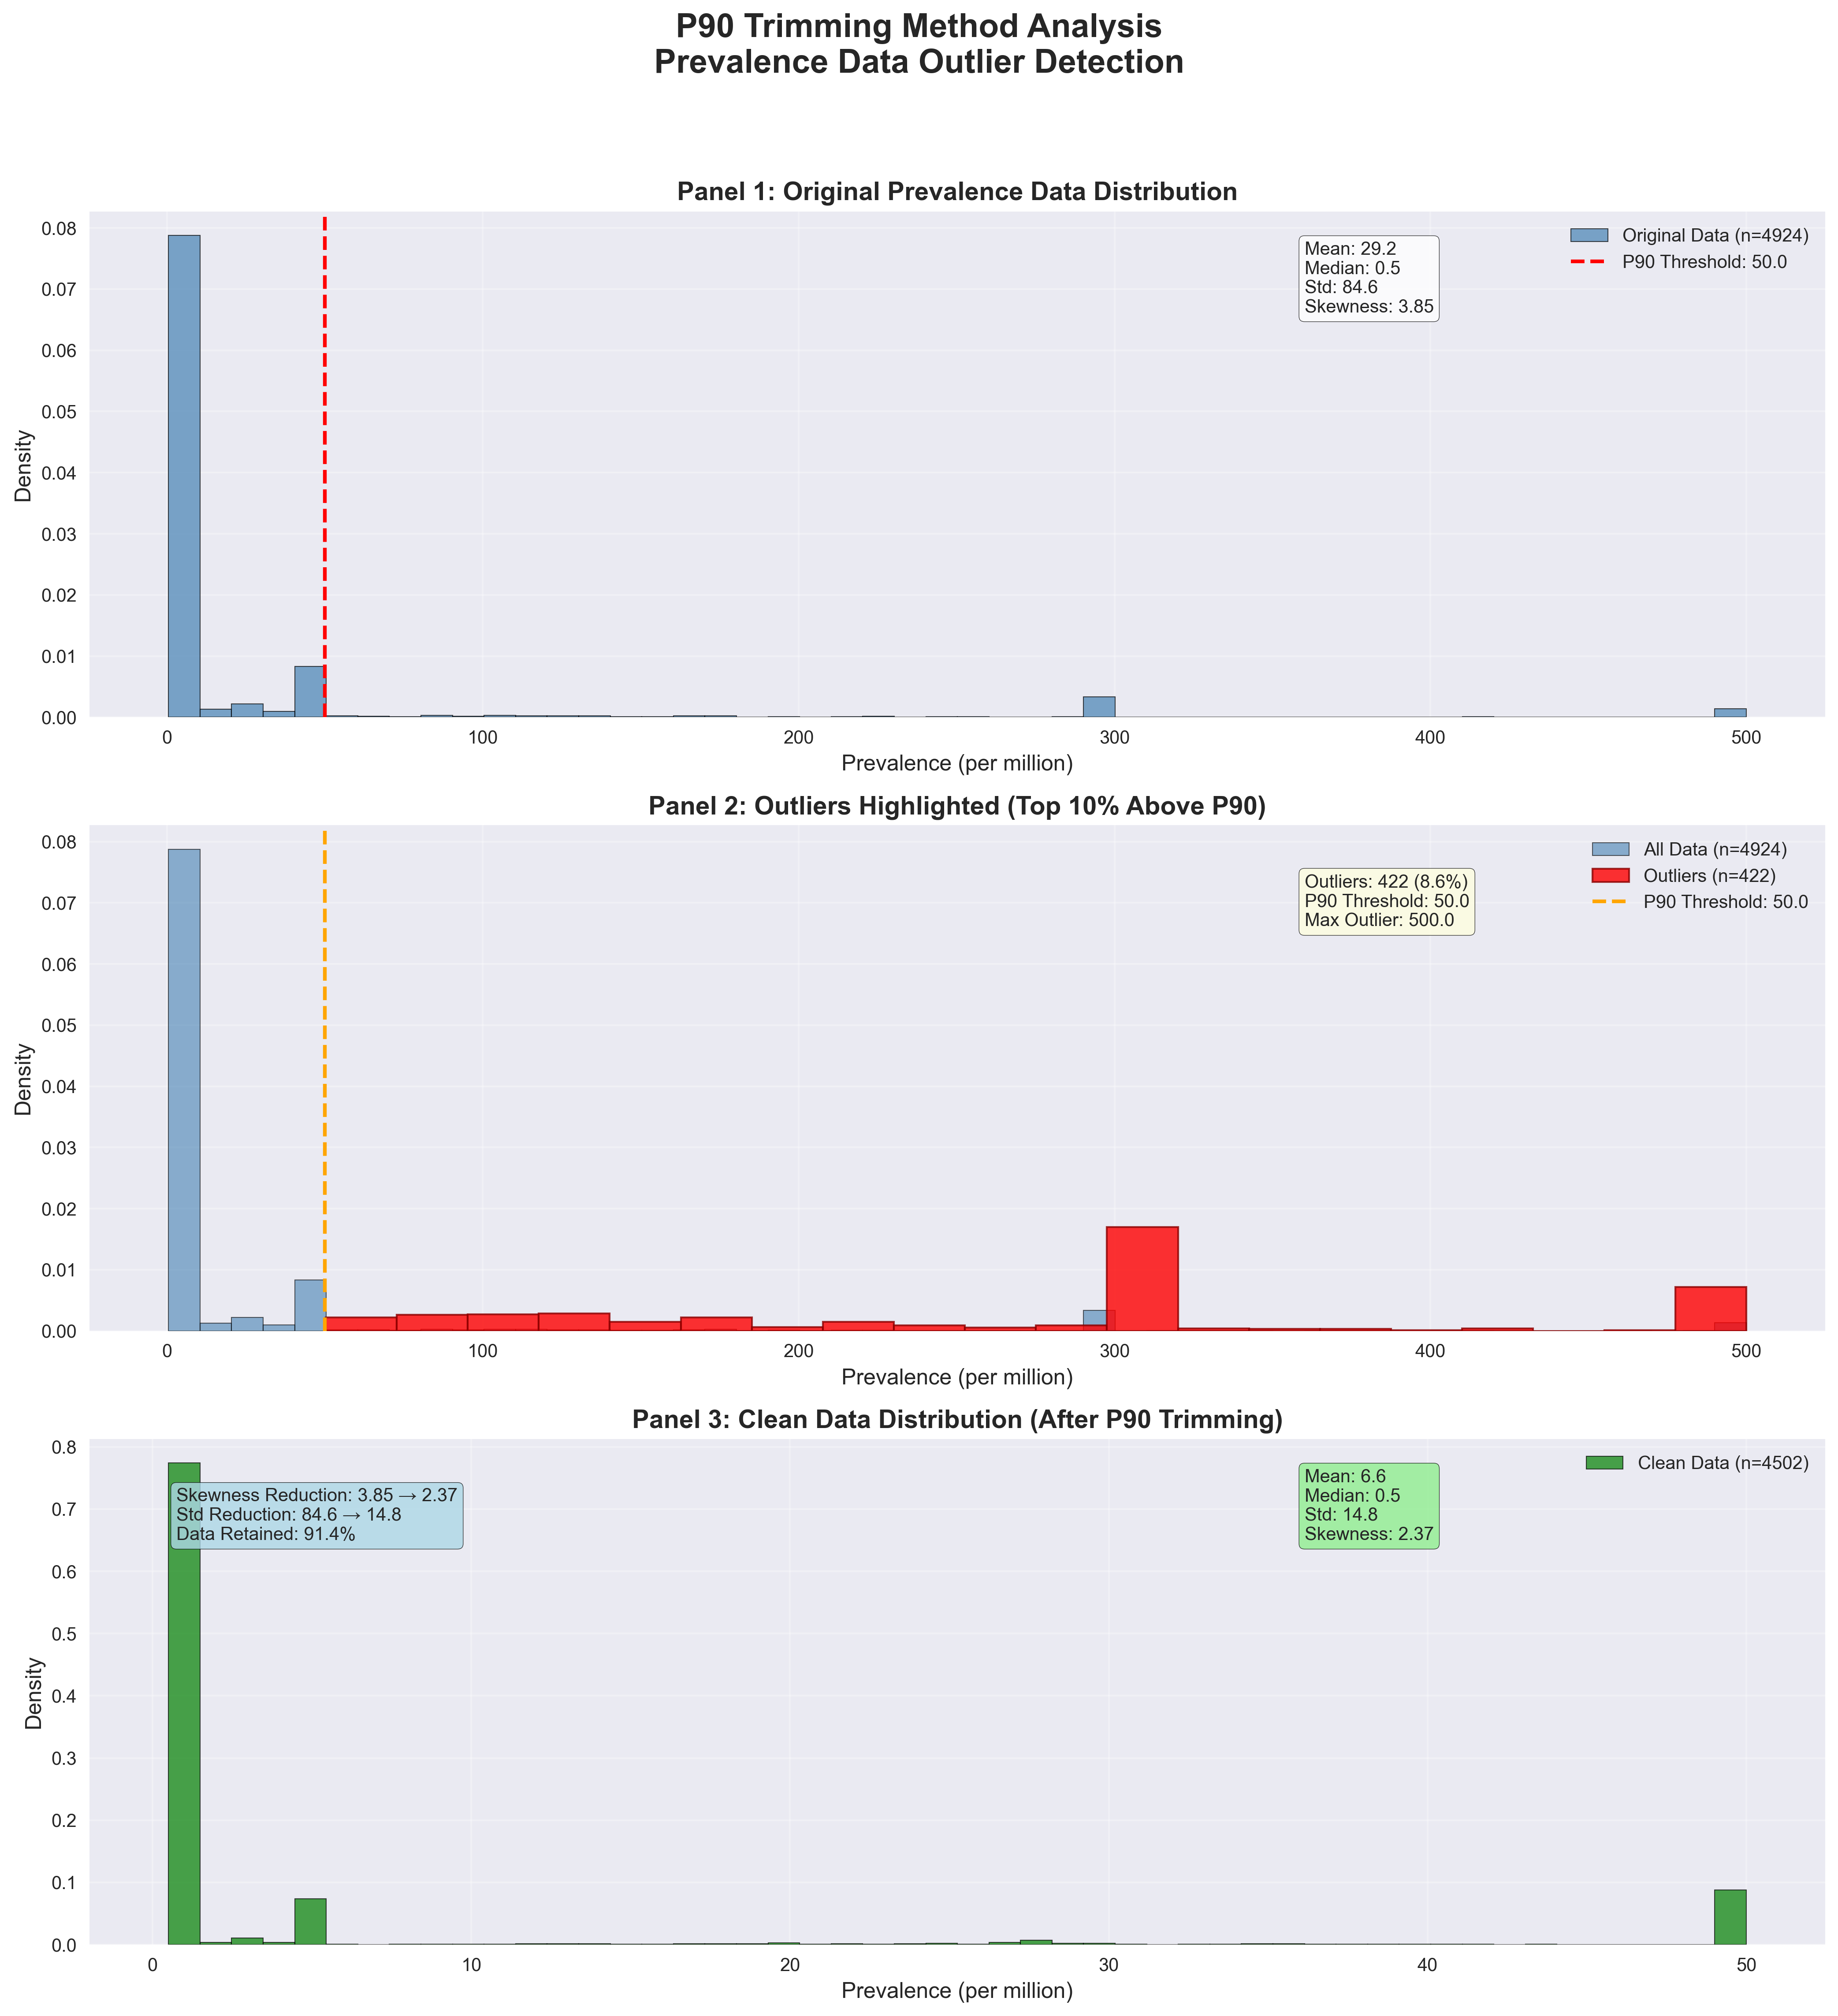 P90 Trimming Method Analysis
Prevalence Data Outlier Detection
Panel 1: Original Prevalence Data Distribution
0.08
0.07
0.06
0.05
0.04
0.03
0.02
0.01
0.00
Density
Mean: 29.2
Median: 0.5
Std: 84.6
Skewness: 3.85
Original Data (n=4924)
P90 Threshold: 50.0
0 100 200 300 400 500
Prevalence (per million)
Panel 2: Outliers Highlighted (Top 10% Above P90)
0.08
0.07
0.06
0.05
0.04
0.03
0.02
0.01
0.00
Density
Outliers: 422 (8.6%)
P90 Threshold: 50.0
Max Outlier: 500.0
All Data (n=4924)
Outliers (n=422)
P90 Threshold: 50.0
0 100 200 300 400 500
Prevalence (per million)
Panel 3: Clean Data Distribution (After P90 Trimming)
0.8
0.7
0.6
0.5
0.4
0.3
0.2
0.1
0.0
Density
Skewness Reduction: 3.85 → 2.37
Std Reduction: 84.6 → 14.8
Data Retained: 91.4%
Mean: 6.6
Median: 0.5
Std: 14.8
Skewness: 2.37
Clean Data (n=4502)
0 10 20 30 40 50
Prevalence (per million)